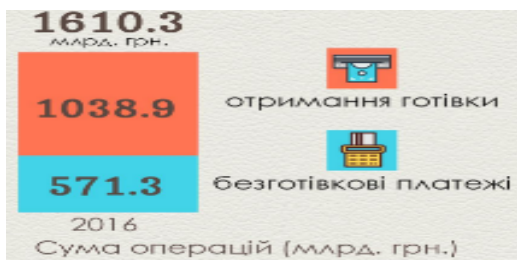 1610.3
млрд. грн.
1038.9
отримання готівки
571.3
безготівкові платежі
2016
Сума операцій (млрд. грн.)